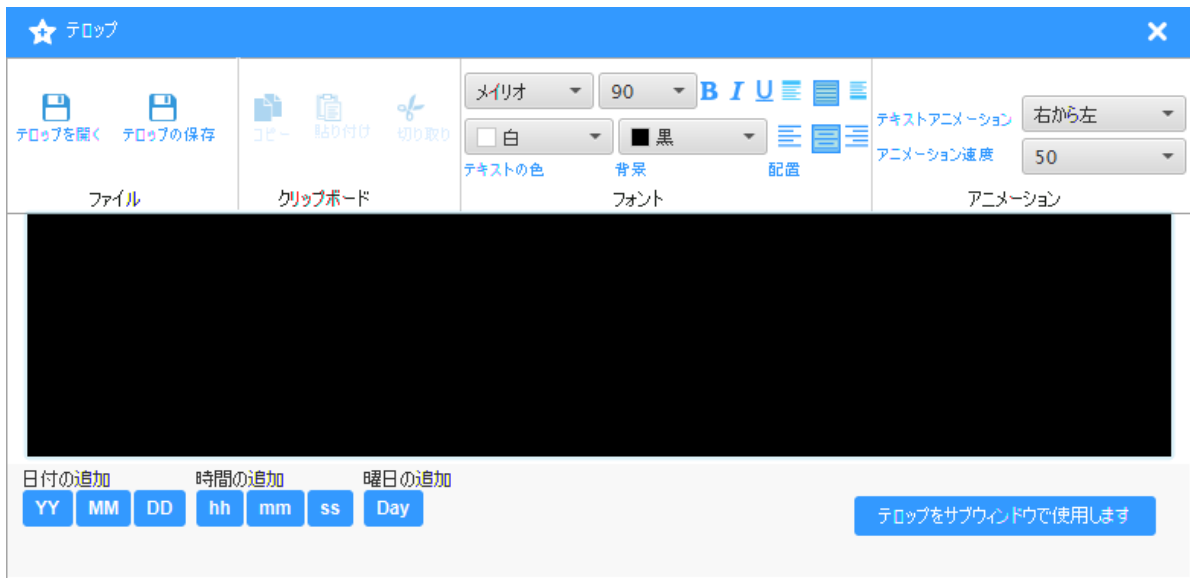 テロップ
テロップを開く テロップの保存
ファイル
コピー 貼り付け 切り取り
クリップボード
メイリオ 90 B I U
白 黒
テキストの色 背景 配置
フォント
テキストアニメーション 右から左
アニメーション速度 50
アニメーション
日付の追加 時間の追加 曜日の追加
YY MM DD hh mm ss Day
テロップをサブウィンドウで使用します